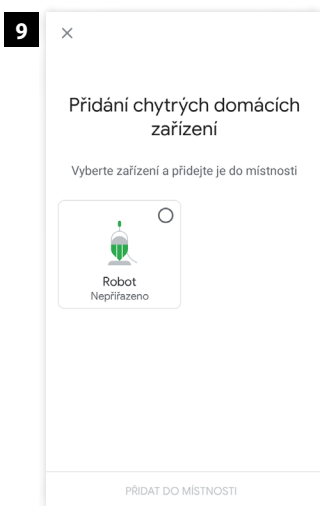 9
Přidání chytrých domácích
zařízení
Vyberte zařízení a přidejte je do místnosti
Robot
Nepřiřazeno
PŘIDAT DO MÍSTNOSTI